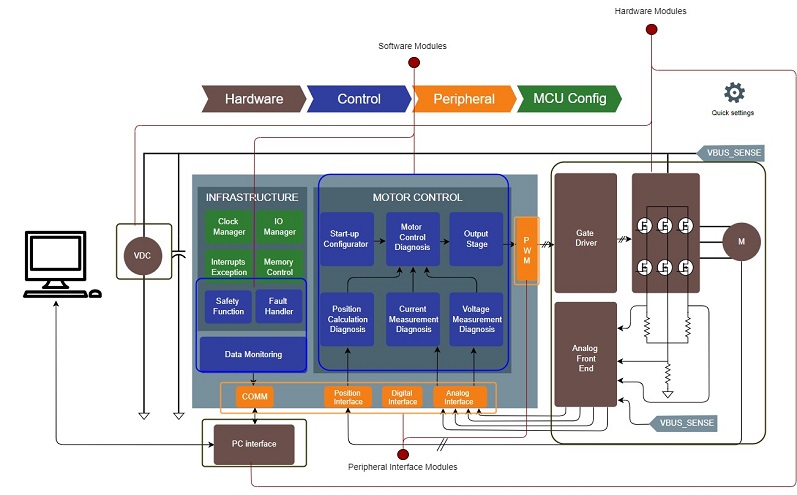 Hardware Modules
Software Modules
Hardware
Control
Peripheral
MCU Config
Quick settings
VBUS_SENSE
INFRASTRUCTURE
MOTOR CONTROL
Clock
Manager
IO
Manager
Interrupts
Exception
Memory
Control
Safety
Function
Fault
Handler
Data Monitoring
Start-up
Configurator
Motor
Control
Diagnosis
Output
Stage
Position
Calculation
Diagnosis
Current
Measurement
Diagnosis
Voltage
Measurement
Diagnosis
P
W
M
Gate
Driver
M
VDC
Analog
Front
End
COMM
Position
Interface
Digital
Interface
Analog
Interface
VBUS_SENSE
PC interface
Peripheral Interface Modules